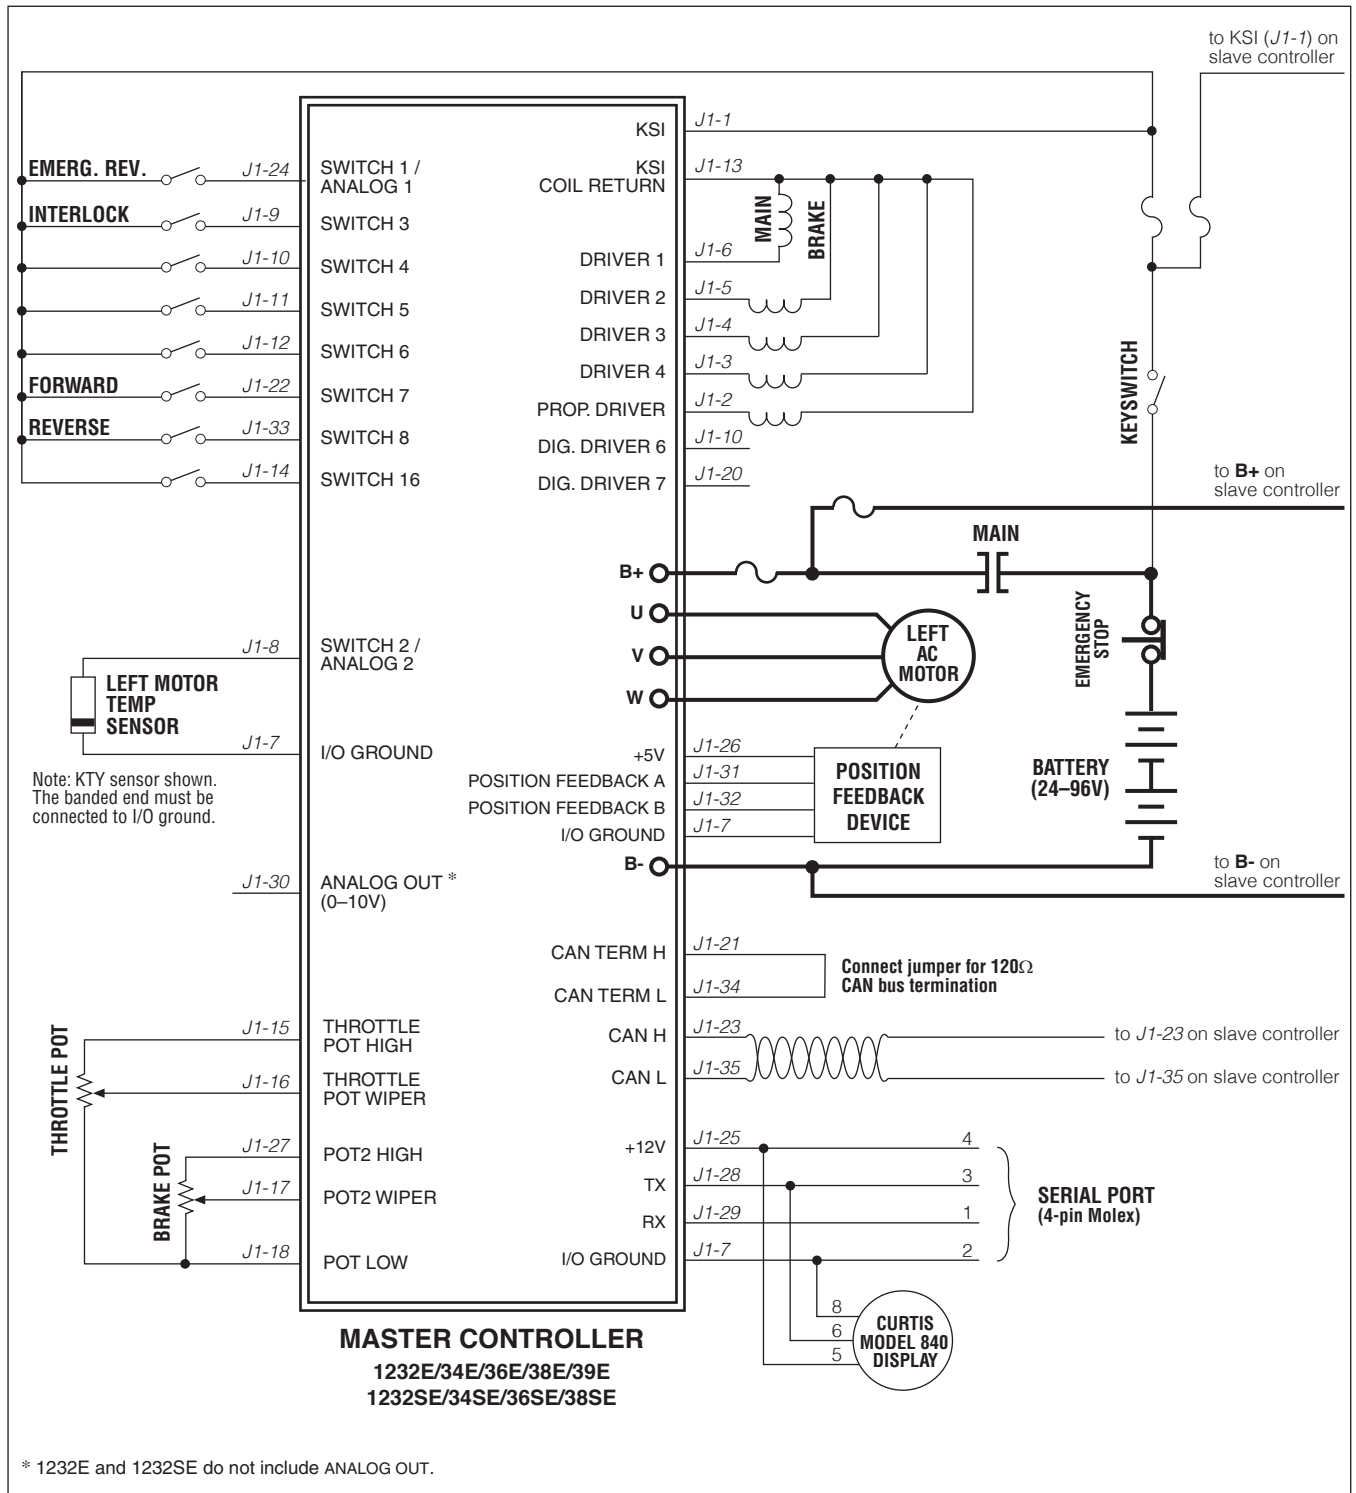 to KSI (J1-1) on
slave controller
EMERG. REV.
J1-24
SWITCH 1 /
ANALOG 1
INTERLOCK
J1-9
SWITCH 3
J1-10
SWITCH 4
J1-11
SWITCH 5
J1-12
SWITCH 6
FORWARD
J1-22
SWITCH 7
REVERSE
J1-33
SWITCH 8
J1-14
SWITCH 16
J1-8
SWITCH 2 /
ANALOG 2
LEFT MOTOR
TEMP
SENSOR
J1-7
I/O GROUND
Note: KTY sensor shown.
The banded end must be
connected to I/O ground.
J1-30
ANALOG OUT *
(0–10V)
THROTTLE POT
J1-15
THROTTLE
POT HIGH
J1-16
THROTTLE
POT WIPER
BRAKE POT
J1-27
POT2 HIGH
J1-17
POT2 WIPER
J1-18
POT LOW
KSI
J1-1
KSI
COIL RETURN
J1-13
MAIN
BRAKE
DRIVER 1
J1-6
DRIVER 2
J1-5
DRIVER 3
J1-4
DRIVER 4
J1-3
PROP. DRIVER
J1-2
DIG. DRIVER 6
J1-10
DIG. DRIVER 7
J1-20
KEYSWITCH
to B+ on
slave controller
MAIN
B+
U
V
W
LEFT
AC
MOTOR
EMERGENCY
STOP
BATTERY
(24–96V)
+5V
J1-26
POSITION FEEDBACK A
J1-31
POSITION FEEDBACK B
J1-32
I/O GROUND
J1-7
POSITION
FEEDBACK
DEVICE
B-
to B- on
slave controller
CAN TERM H
J1-21
CAN TERM L
J1-34
Connect jumper for 120Ω
CAN bus termination
CAN H
J1-23
to J1-23 on slave controller
CAN L
J1-35
to J1-35 on slave controller
+12V
J1-25
4
TX
J1-28
3
RX
J1-29
1
I/O GROUND
J1-7
2
SERIAL PORT
(4-pin Molex)
8
6
5
CURTIS
MODEL 840
DISPLAY
MASTER CONTROLLER
1232E/34E/36E/38E/39E
1232SE/34SE/36SE/38SE
* 1232E and 1232SE do not include ANALOG OUT.